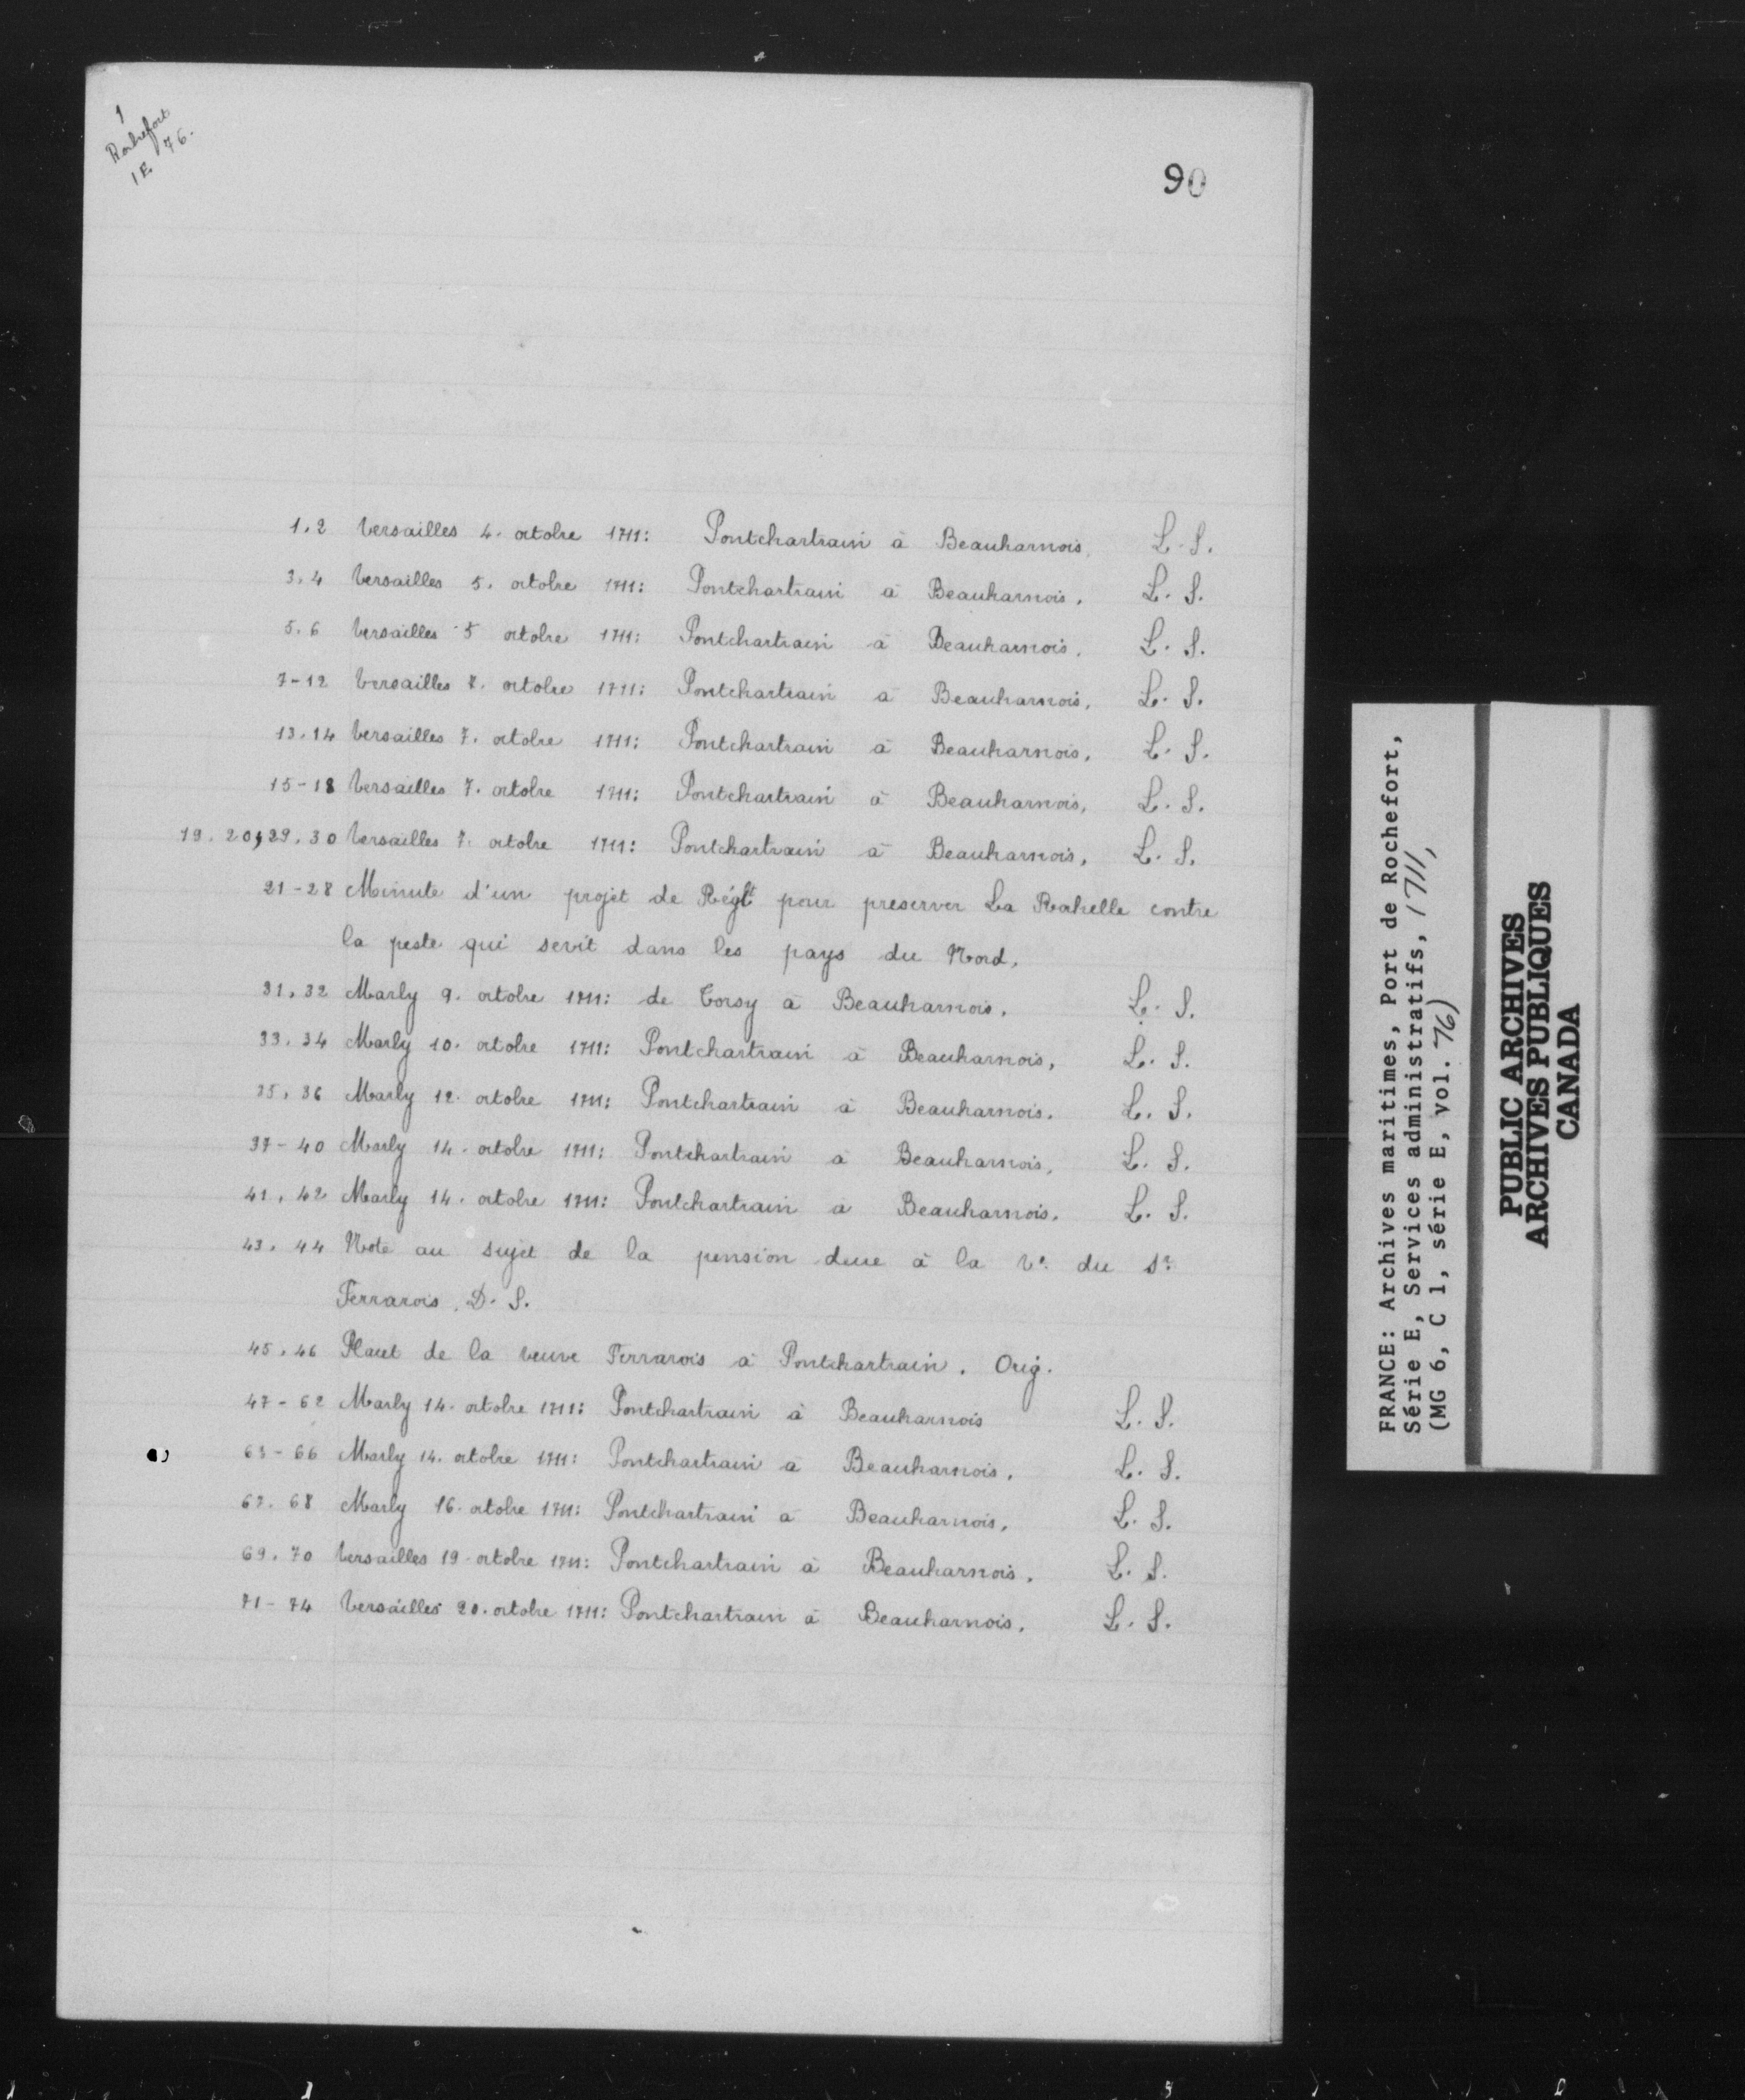 1
Rochefort
1E 76.
90
1.2 Versailles 4. octobre 1711: Pontchartrain à Beauharnois. L. S.
3.4 Versailles 5. octobre 1711: Pontchartrain à Beauharnois. L. S.
5.6 Versailles 5 octobre 1711: Pontchartrain à Beauharnois. L. S.
7-12 Versailles 7. octobre 1711: Pontchartrain à Beauharnois. L. S.
13.14 Versailles 7. octobre 1711: Pontchartrain à Beauharnois. L. S.
15-18 Versailles 7. octobre 1711: Pontchartrain à Beauharnois. L. S.
19.20, 29.30 Versailles 7. octobre 1711: Pontchartrain à Beauharnois. L. S.
21-28 Minute d'un projet de Réglt pour preserver La Rochelle contre
la peste qui sevit dans les pays du Nord.
31.32 Marly 9. octobre 1711: de Torsy à Beauharnois. L. S.
33.34 Marly 10. octobre 1711: Pontchartrain à Beauharnois. L. S.
35.36 Marly 12. octobre 1711: Pontchartrain à Beauharnois. L. S.
37-40 Marly 14. octobre 1711: Pontchartrain à Beauharnois. L. S.
41.42 Marly 14. octobre 1711: Pontchartrain à Beauharnois. L. S.
43.44 Note au sujet de la pension due à la Ve. du Sr.
Ferrarois. D. S.
45.46 Placet de la veuve Ferrarois à Pontchartrain. Orig.
47-62 Marly 14. octobre 1711: Pontchartrain à Beauharnois L. S.
63-66 Marly 14. octobre 1711: Pontchartrain à Beauharnois. L. S.
67.68 Marly 16. octobre 1711: Pontchartrain à Beauharnois. L. S.
69.70 Versailles 19. octobre 1711: Pontchartrain à Beauharnois. L. S.
71-74 Versailles 20. octobre 1711: Pontchartrain à Beauharnois. L. S.
FRANCE: Archives maritimes, Port de Rochefort,
Série E, Services administratifs, 1711,
(MG 6, C 1, série E, vol. 76)
PUBLIC ARCHIVES
ARCHIVES PUBLIQUES
CANADA